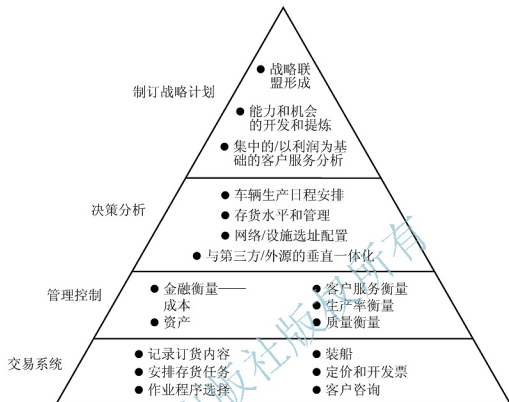 制订战略计划
● 战略联
盟形成
● 能力和机会
的开发和提炼
● 集中的/以利润为基
础的客户服务分析
决策分析
● 车辆生产日程安排
● 存货水平和管理
● 网络/设施选址配置
● 与第三方/外源的垂直一体化
管理控制
● 金融衡量——
成本
● 资产
● 客户服务衡量
● 生产率衡量
● 质量衡量
交易系统
● 记录订货内容
● 安排存货任务
● 作业程序选择
● 装船
● 定价和开发票
● 客户咨询
版社版权所有